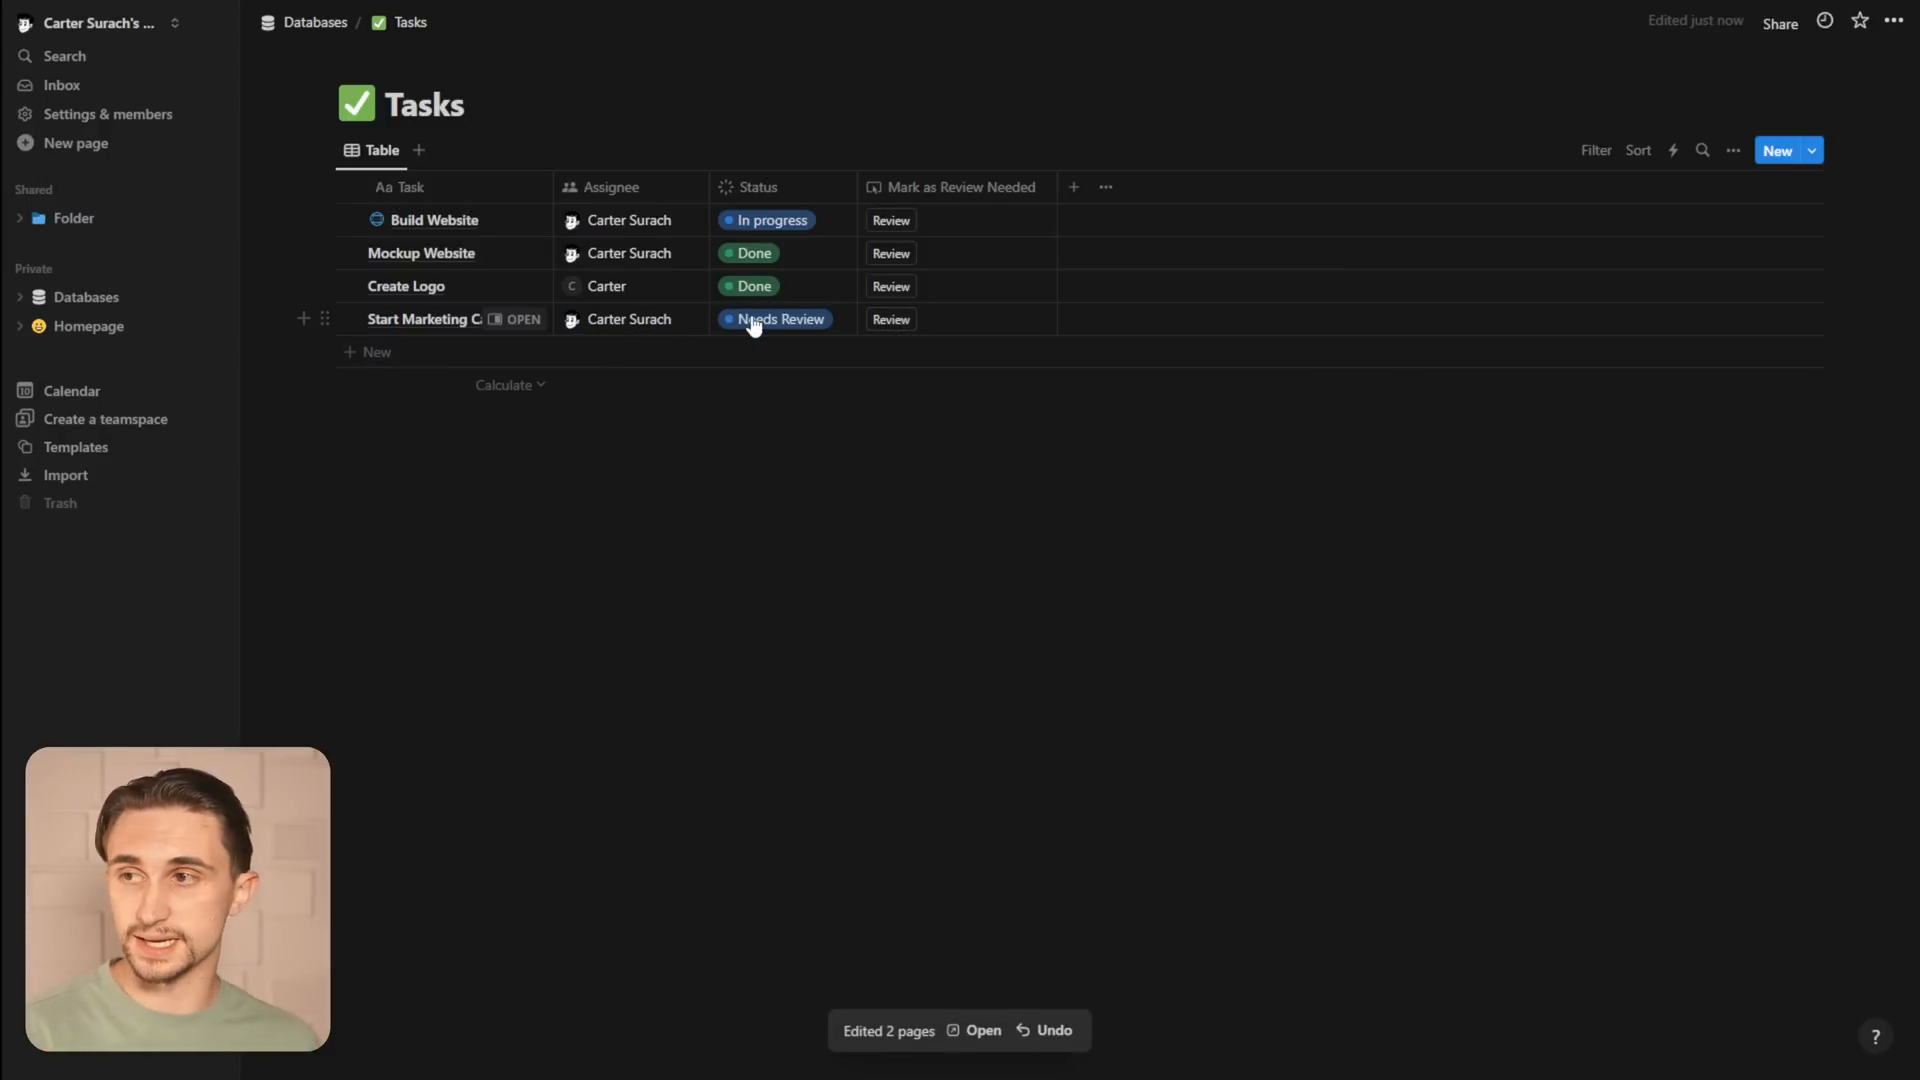 Carter Surach's ...
Search
Inbox
Settings & members
New page
Shared
Folder
Private
Databases
Homepage
Calendar
Create a teamspace
Templates
Import
Trash
Databases / Tasks
Edited just now
Share
Tasks
Table
Filter
Sort
New
Aa Task
Assignee
Status
Mark as Review Needed
Build Website
Carter Surach
In progress
Review
Mockup Website
Carter Surach
Done
Review
Create Logo
C
Carter
Done
Review
Start Marketing
OPEN
Carter Surach
Needs Review
Review
New
Calculate
Edited 2 pages
Open
Undo
?